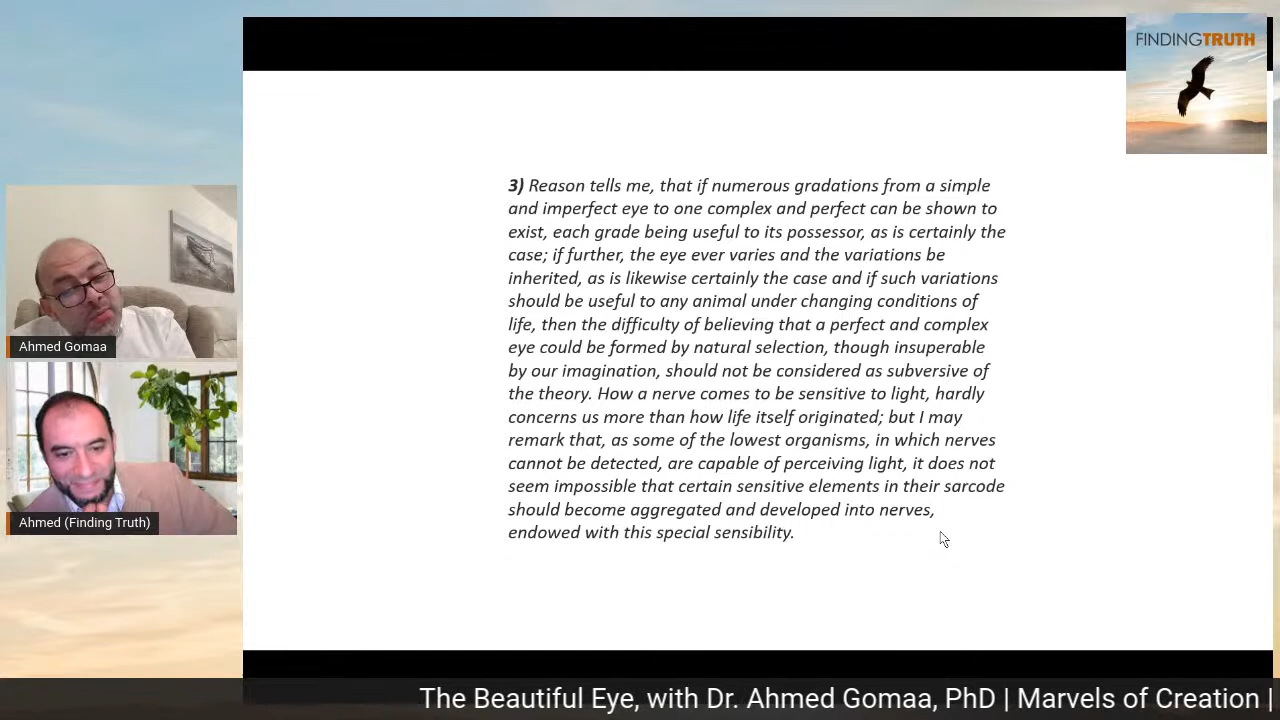 FINDINGTRUTH
3) Reason tells me, that if numerous gradations from a simple
and imperfect eye to one complex and perfect can be shown to
exist, each grade being useful to its possessor, as is certainly the
case; if further, the eye ever varies and the variations be
inherited, as is likewise certainly the case and if such variations
should be useful to any animal under changing conditions of
life, then the difficulty of believing that a perfect and complex
eye could be formed by natural selection, though insuperable
by our imagination, should not be considered as subversive of
the theory. How a nerve comes to be sensitive to light, hardly
concerns us more than how life itself originated; but I may
remark that, as some of the lowest organisms, in which nerves
cannot be detected, are capable of perceiving light, it does not
seem impossible that certain sensitive elements in their sarcode
should become aggregated and developed into nerves,
endowed with this special sensibility.
Ahmed Gomaa
Ahmed (Finding Truth)
The Beautiful Eye, with Dr. Ahmed Gomaa, PhD | Marvels of Creation |